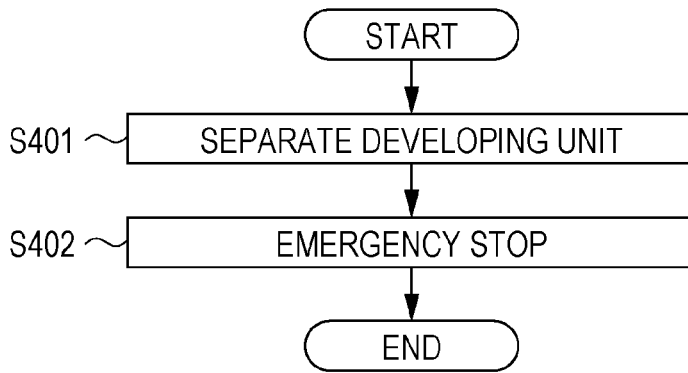 START
S401 SEPARATE DEVELOPING UNIT
S402 EMERGENCY STOP
END